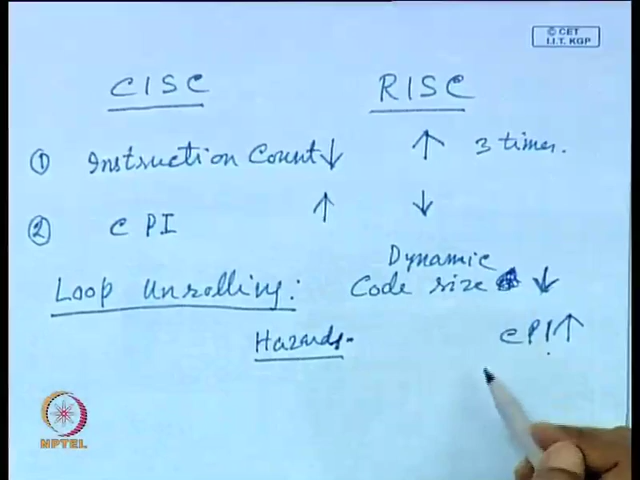 © CET
I.I.T. KGP
CISC RISC
① Instruction Count ↓ ↑ 3 times.
② CPI ↑ ↓
Dynamic
Loop Unrolling: Code size ↓
Hazards- CPI ↑
NPTEL